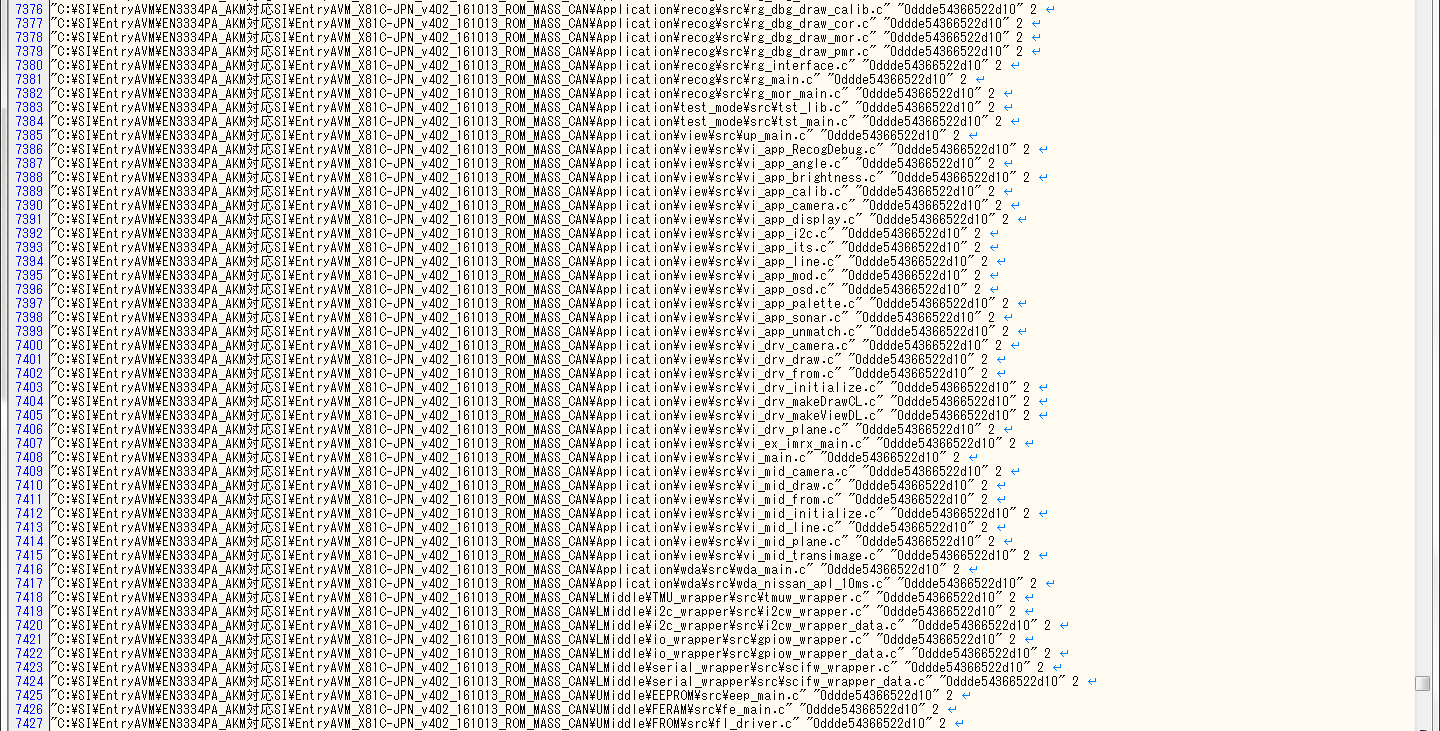 7376 "C:¥SI¥EntryAVM¥EN3334PA_AKM対応SI¥EntryAVM_X81C-JPN_v402_161013_ROM_MASS_CAN¥Application¥recog¥src¥rg_dbg_draw_calib.c" "0ddde54366522d10" 2 ↵
7377 "C:¥SI¥EntryAVM¥EN3334PA_AKM対応SI¥EntryAVM_X81C-JPN_v402_161013_ROM_MASS_CAN¥Application¥recog¥src¥rg_dbg_draw_cor.c" "0ddde54366522d10" 2 ↵
7378 "C:¥SI¥EntryAVM¥EN3334PA_AKM対応SI¥EntryAVM_X81C-JPN_v402_161013_ROM_MASS_CAN¥Application¥recog¥src¥rg_dbg_draw_mor.c" "0ddde54366522d10" 2 ↵
7379 "C:¥SI¥EntryAVM¥EN3334PA_AKM対応SI¥EntryAVM_X81C-JPN_v402_161013_ROM_MASS_CAN¥Application¥recog¥src¥rg_dbg_draw_pmr.c" "0ddde54366522d10" 2 ↵
7380 "C:¥SI¥EntryAVM¥EN3334PA_AKM対応SI¥EntryAVM_X81C-JPN_v402_161013_ROM_MASS_CAN¥Application¥recog¥src¥rg_interface.c" "0ddde54366522d10" 2 ↵
7381 "C:¥SI¥EntryAVM¥EN3334PA_AKM対応SI¥EntryAVM_X81C-JPN_v402_161013_ROM_MASS_CAN¥Application¥recog¥src¥rg_main.c" "0ddde54366522d10" 2 ↵
7382 "C:¥SI¥EntryAVM¥EN3334PA_AKM対応SI¥EntryAVM_X81C-JPN_v402_161013_ROM_MASS_CAN¥Application¥recog¥src¥rg_mor_main.c" "0ddde54366522d10" 2 ↵
7383 "C:¥SI¥EntryAVM¥EN3334PA_AKM対応SI¥EntryAVM_X81C-JPN_v402_161013_ROM_MASS_CAN¥Application¥test_mode¥src¥tst_lib.c" "0ddde54366522d10" 2 ↵
7384 "C:¥SI¥EntryAVM¥EN3334PA_AKM対応SI¥EntryAVM_X81C-JPN_v402_161013_ROM_MASS_CAN¥Application¥test_mode¥src¥tst_main.c" "0ddde54366522d10" 2 ↵
7385 "C:¥SI¥EntryAVM¥EN3334PA_AKM対応SI¥EntryAVM_X81C-JPN_v402_161013_ROM_MASS_CAN¥Application¥view¥src¥up_main.c" "0ddde54366522d10" 2 ↵
7386 "C:¥SI¥EntryAVM¥EN3334PA_AKM対応SI¥EntryAVM_X81C-JPN_v402_161013_ROM_MASS_CAN¥Application¥view¥src¥vi_app_RecogDebug.c" "0ddde54366522d10" 2 ↵
7387 "C:¥SI¥EntryAVM¥EN3334PA_AKM対応SI¥EntryAVM_X81C-JPN_v402_161013_ROM_MASS_CAN¥Application¥view¥src¥vi_app_angle.c" "0ddde54366522d10" 2 ↵
7388 "C:¥SI¥EntryAVM¥EN3334PA_AKM対応SI¥EntryAVM_X81C-JPN_v402_161013_ROM_MASS_CAN¥Application¥view¥src¥vi_app_brightness.c" "0ddde54366522d10" 2 ↵
7389 "C:¥SI¥EntryAVM¥EN3334PA_AKM対応SI¥EntryAVM_X81C-JPN_v402_161013_ROM_MASS_CAN¥Application¥view¥src¥vi_app_calib.c" "0ddde54366522d10" 2 ↵
7390 "C:¥SI¥EntryAVM¥EN3334PA_AKM対応SI¥EntryAVM_X81C-JPN_v402_161013_ROM_MASS_CAN¥Application¥view¥src¥vi_app_camera.c" "0ddde54366522d10" 2 ↵
7391 "C:¥SI¥EntryAVM¥EN3334PA_AKM対応SI¥EntryAVM_X81C-JPN_v402_161013_ROM_MASS_CAN¥Application¥view¥src¥vi_app_display.c" "0ddde54366522d10" 2 ↵
7392 "C:¥SI¥EntryAVM¥EN3334PA_AKM対応SI¥EntryAVM_X81C-JPN_v402_161013_ROM_MASS_CAN¥Application¥view¥src¥vi_app_i2c.c" "0ddde54366522d10" 2 ↵
7393 "C:¥SI¥EntryAVM¥EN3334PA_AKM対応SI¥EntryAVM_X81C-JPN_v402_161013_ROM_MASS_CAN¥Application¥view¥src¥vi_app_its.c" "0ddde54366522d10" 2 ↵
7394 "C:¥SI¥EntryAVM¥EN3334PA_AKM対応SI¥EntryAVM_X81C-JPN_v402_161013_ROM_MASS_CAN¥Application¥view¥src¥vi_app_line.c" "0ddde54366522d10" 2 ↵
7395 "C:¥SI¥EntryAVM¥EN3334PA_AKM対応SI¥EntryAVM_X81C-JPN_v402_161013_ROM_MASS_CAN¥Application¥view¥src¥vi_app_mod.c" "0ddde54366522d10" 2 ↵
7396 "C:¥SI¥EntryAVM¥EN3334PA_AKM対応SI¥EntryAVM_X81C-JPN_v402_161013_ROM_MASS_CAN¥Application¥view¥src¥vi_app_osd.c" "0ddde54366522d10" 2 ↵
7397 "C:¥SI¥EntryAVM¥EN3334PA_AKM対応SI¥EntryAVM_X81C-JPN_v402_161013_ROM_MASS_CAN¥Application¥view¥src¥vi_app_palette.c" "0ddde54366522d10" 2 ↵
7398 "C:¥SI¥EntryAVM¥EN3334PA_AKM対応SI¥EntryAVM_X81C-JPN_v402_161013_ROM_MASS_CAN¥Application¥view¥src¥vi_app_sonar.c" "0ddde54366522d10" 2 ↵
7399 "C:¥SI¥EntryAVM¥EN3334PA_AKM対応SI¥EntryAVM_X81C-JPN_v402_161013_ROM_MASS_CAN¥Application¥view¥src¥vi_app_unmatch.c" "0ddde54366522d10" 2 ↵
7400 "C:¥SI¥EntryAVM¥EN3334PA_AKM対応SI¥EntryAVM_X81C-JPN_v402_161013_ROM_MASS_CAN¥Application¥view¥src¥vi_drv_camera.c" "0ddde54366522d10" 2 ↵
7401 "C:¥SI¥EntryAVM¥EN3334PA_AKM対応SI¥EntryAVM_X81C-JPN_v402_161013_ROM_MASS_CAN¥Application¥view¥src¥vi_drv_draw.c" "0ddde54366522d10" 2 ↵
7402 "C:¥SI¥EntryAVM¥EN3334PA_AKM対応SI¥EntryAVM_X81C-JPN_v402_161013_ROM_MASS_CAN¥Application¥view¥src¥vi_drv_from.c" "0ddde54366522d10" 2 ↵
7403 "C:¥SI¥EntryAVM¥EN3334PA_AKM対応SI¥EntryAVM_X81C-JPN_v402_161013_ROM_MASS_CAN¥Application¥view¥src¥vi_drv_initialize.c" "0ddde54366522d10" 2 ↵
7404 "C:¥SI¥EntryAVM¥EN3334PA_AKM対応SI¥EntryAVM_X81C-JPN_v402_161013_ROM_MASS_CAN¥Application¥view¥src¥vi_drv_makeDrawCL.c" "0ddde54366522d10" 2 ↵
7405 "C:¥SI¥EntryAVM¥EN3334PA_AKM対応SI¥EntryAVM_X81C-JPN_v402_161013_ROM_MASS_CAN¥Application¥view¥src¥vi_drv_makeViewDL.c" "0ddde54366522d10" 2 ↵
7406 "C:¥SI¥EntryAVM¥EN3334PA_AKM対応SI¥EntryAVM_X81C-JPN_v402_161013_ROM_MASS_CAN¥Application¥view¥src¥vi_drv_plane.c" "0ddde54366522d10" 2 ↵
7407 "C:¥SI¥EntryAVM¥EN3334PA_AKM対応SI¥EntryAVM_X81C-JPN_v402_161013_ROM_MASS_CAN¥Application¥view¥src¥vi_ex_imrx_main.c" "0ddde54366522d10" 2 ↵
7408 "C:¥SI¥EntryAVM¥EN3334PA_AKM対応SI¥EntryAVM_X81C-JPN_v402_161013_ROM_MASS_CAN¥Application¥view¥src¥vi_main.c" "0ddde54366522d10" 2 ↵
7409 "C:¥SI¥EntryAVM¥EN3334PA_AKM対応SI¥EntryAVM_X81C-JPN_v402_161013_ROM_MASS_CAN¥Application¥view¥src¥vi_mid_camera.c" "0ddde54366522d10" 2 ↵
7410 "C:¥SI¥EntryAVM¥EN3334PA_AKM対応SI¥EntryAVM_X81C-JPN_v402_161013_ROM_MASS_CAN¥Application¥view¥src¥vi_mid_draw.c" "0ddde54366522d10" 2 ↵
7411 "C:¥SI¥EntryAVM¥EN3334PA_AKM対応SI¥EntryAVM_X81C-JPN_v402_161013_ROM_MASS_CAN¥Application¥view¥src¥vi_mid_from.c" "0ddde54366522d10" 2 ↵
7412 "C:¥SI¥EntryAVM¥EN3334PA_AKM対応SI¥EntryAVM_X81C-JPN_v402_161013_ROM_MASS_CAN¥Application¥view¥src¥vi_mid_initialize.c" "0ddde54366522d10" 2 ↵
7413 "C:¥SI¥EntryAVM¥EN3334PA_AKM対応SI¥EntryAVM_X81C-JPN_v402_161013_ROM_MASS_CAN¥Application¥view¥src¥vi_mid_line.c" "0ddde54366522d10" 2 ↵
7414 "C:¥SI¥EntryAVM¥EN3334PA_AKM対応SI¥EntryAVM_X81C-JPN_v402_161013_ROM_MASS_CAN¥Application¥view¥src¥vi_mid_plane.c" "0ddde54366522d10" 2 ↵
7415 "C:¥SI¥EntryAVM¥EN3334PA_AKM対応SI¥EntryAVM_X81C-JPN_v402_161013_ROM_MASS_CAN¥Application¥view¥src¥vi_mid_transimage.c" "0ddde54366522d10" 2 ↵
7416 "C:¥SI¥EntryAVM¥EN3334PA_AKM対応SI¥EntryAVM_X81C-JPN_v402_161013_ROM_MASS_CAN¥Application¥wda¥src¥wda_main.c" "0ddde54366522d10" 2 ↵
7417 "C:¥SI¥EntryAVM¥EN3334PA_AKM対応SI¥EntryAVM_X81C-JPN_v402_161013_ROM_MASS_CAN¥Application¥wda¥src¥wda_nissan_apl_10ms.c" "0ddde54366522d10" 2 ↵
7418 "C:¥SI¥EntryAVM¥EN3334PA_AKM対応SI¥EntryAVM_X81C-JPN_v402_161013_ROM_MASS_CAN¥LMiddle¥TMU_wrapper¥src¥tmuw_wrapper.c" "0ddde54366522d10" 2 ↵
7419 "C:¥SI¥EntryAVM¥EN3334PA_AKM対応SI¥EntryAVM_X81C-JPN_v402_161013_ROM_MASS_CAN¥LMiddle¥i2c_wrapper¥src¥i2cw_wrapper.c" "0ddde54366522d10" 2 ↵
7420 "C:¥SI¥EntryAVM¥EN3334PA_AKM対応SI¥EntryAVM_X81C-JPN_v402_161013_ROM_MASS_CAN¥LMiddle¥i2c_wrapper¥src¥i2cw_wrapper_data.c" "0ddde54366522d10" 2 ↵
7421 "C:¥SI¥EntryAVM¥EN3334PA_AKM対応SI¥EntryAVM_X81C-JPN_v402_161013_ROM_MASS_CAN¥LMiddle¥io_wrapper¥src¥gpiow_wrapper.c" "0ddde54366522d10" 2 ↵
7422 "C:¥SI¥EntryAVM¥EN3334PA_AKM対応SI¥EntryAVM_X81C-JPN_v402_161013_ROM_MASS_CAN¥LMiddle¥io_wrapper¥src¥gpiow_wrapper_data.c" "0ddde54366522d10" 2 ↵
7423 "C:¥SI¥EntryAVM¥EN3334PA_AKM対応SI¥EntryAVM_X81C-JPN_v402_161013_ROM_MASS_CAN¥LMiddle¥serial_wrapper¥src¥scifw_wrapper.c" "0ddde54366522d10" 2 ↵
7424 "C:¥SI¥EntryAVM¥EN3334PA_AKM対応SI¥EntryAVM_X81C-JPN_v402_161013_ROM_MASS_CAN¥LMiddle¥serial_wrapper¥src¥scifw_wrapper_data.c" "0ddde54366522d10" 2 ↵
7425 "C:¥SI¥EntryAVM¥EN3334PA_AKM対応SI¥EntryAVM_X81C-JPN_v402_161013_ROM_MASS_CAN¥UMiddle¥EEPROM¥src¥eep_main.c" "0ddde54366522d10" 2 ↵
7426 "C:¥SI¥EntryAVM¥EN3334PA_AKM対応SI¥EntryAVM_X81C-JPN_v402_161013_ROM_MASS_CAN¥UMiddle¥FERAM¥src¥fe_main.c" "0ddde54366522d10" 2 ↵
7427 "C:¥SI¥EntryAVM¥EN3334PA_AKM対応SI¥EntryAVM_X81C-JPN_v402_161013_ROM_MASS_CAN¥UMiddle¥FROM¥src¥fl_driver.c" "0ddde54366522d10" 2 ↵